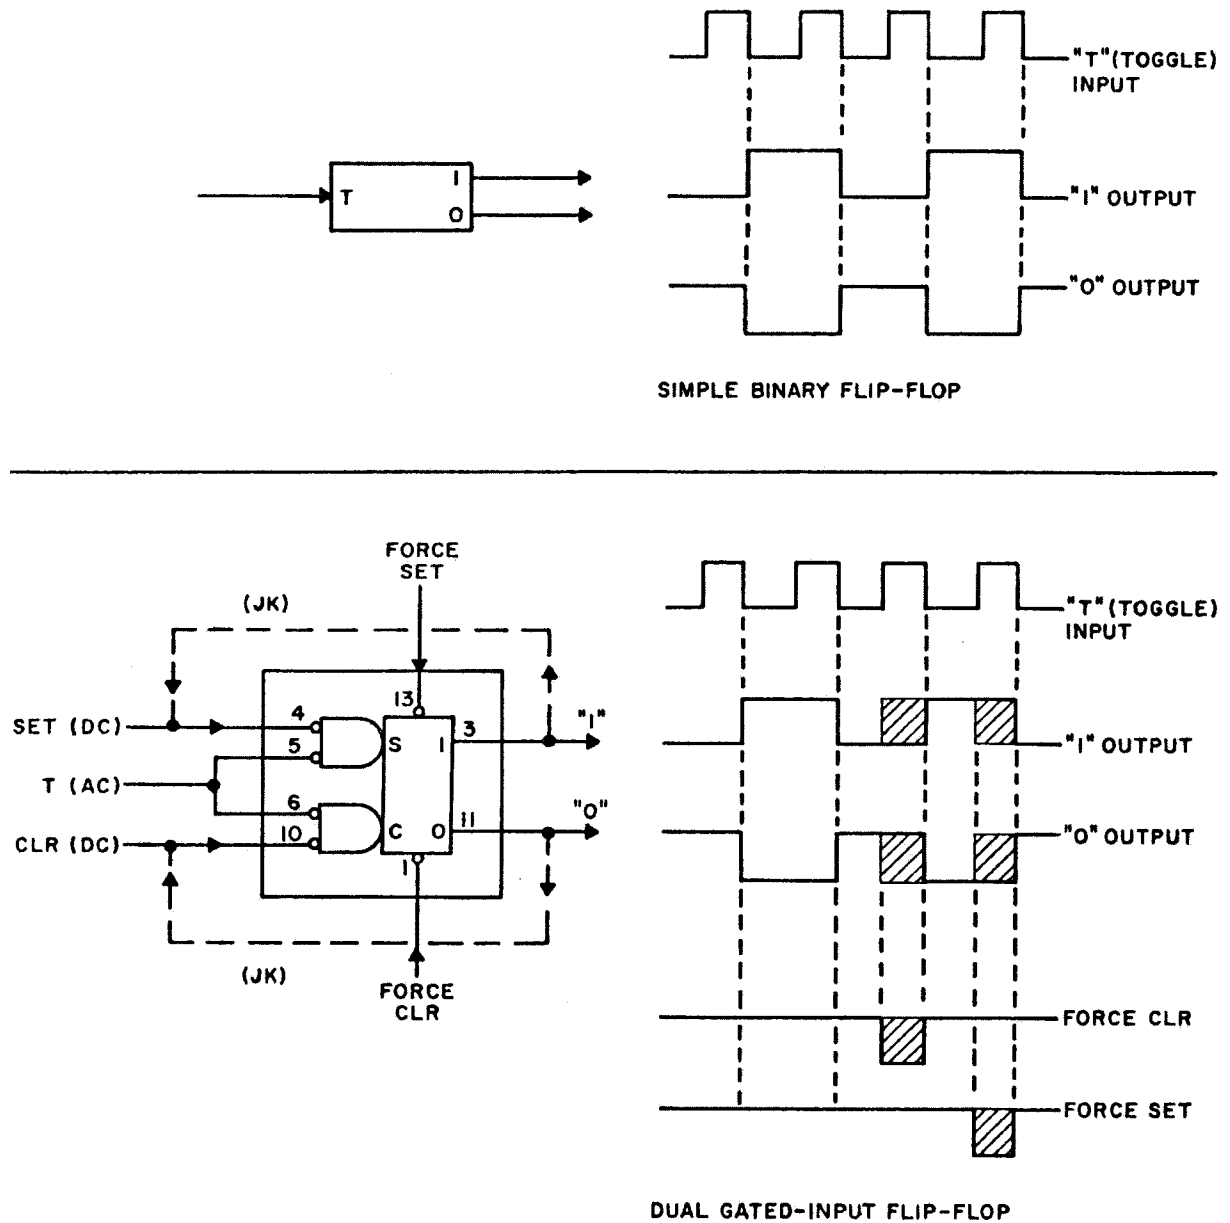 "T" (TOGGLE)
INPUT
T
1
0
"1" OUTPUT
"0" OUTPUT
SIMPLE BINARY FLIP-FLOP
FORCE
SET
(JK)
13
SET (DC)
4
5
S
1
3
"1"
T (AC)
6
CLR (DC)
10
C
0
11
"0"
1
(JK)
FORCE
CLR
"T" (TOGGLE)
INPUT
"1" OUTPUT
"0" OUTPUT
FORCE CLR
FORCE SET
DUAL GATED-INPUT FLIP-FLOP